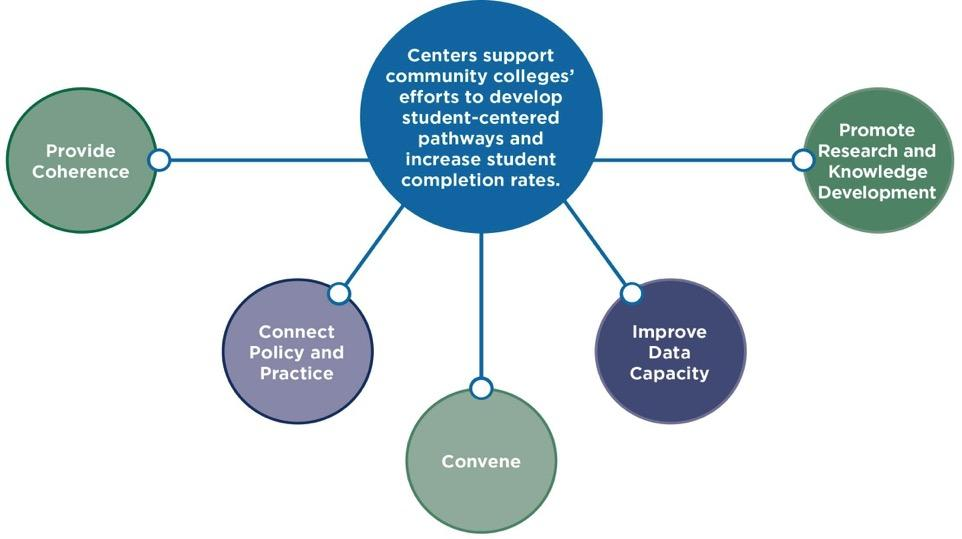 Centers support
community colleges’
efforts to develop
student-centered
pathways and
increase student
completion rates.
Provide
Coherence
Connect
Policy and
Practice
Convene
Improve
Data
Capacity
Promote
Research and
Knowledge
Development